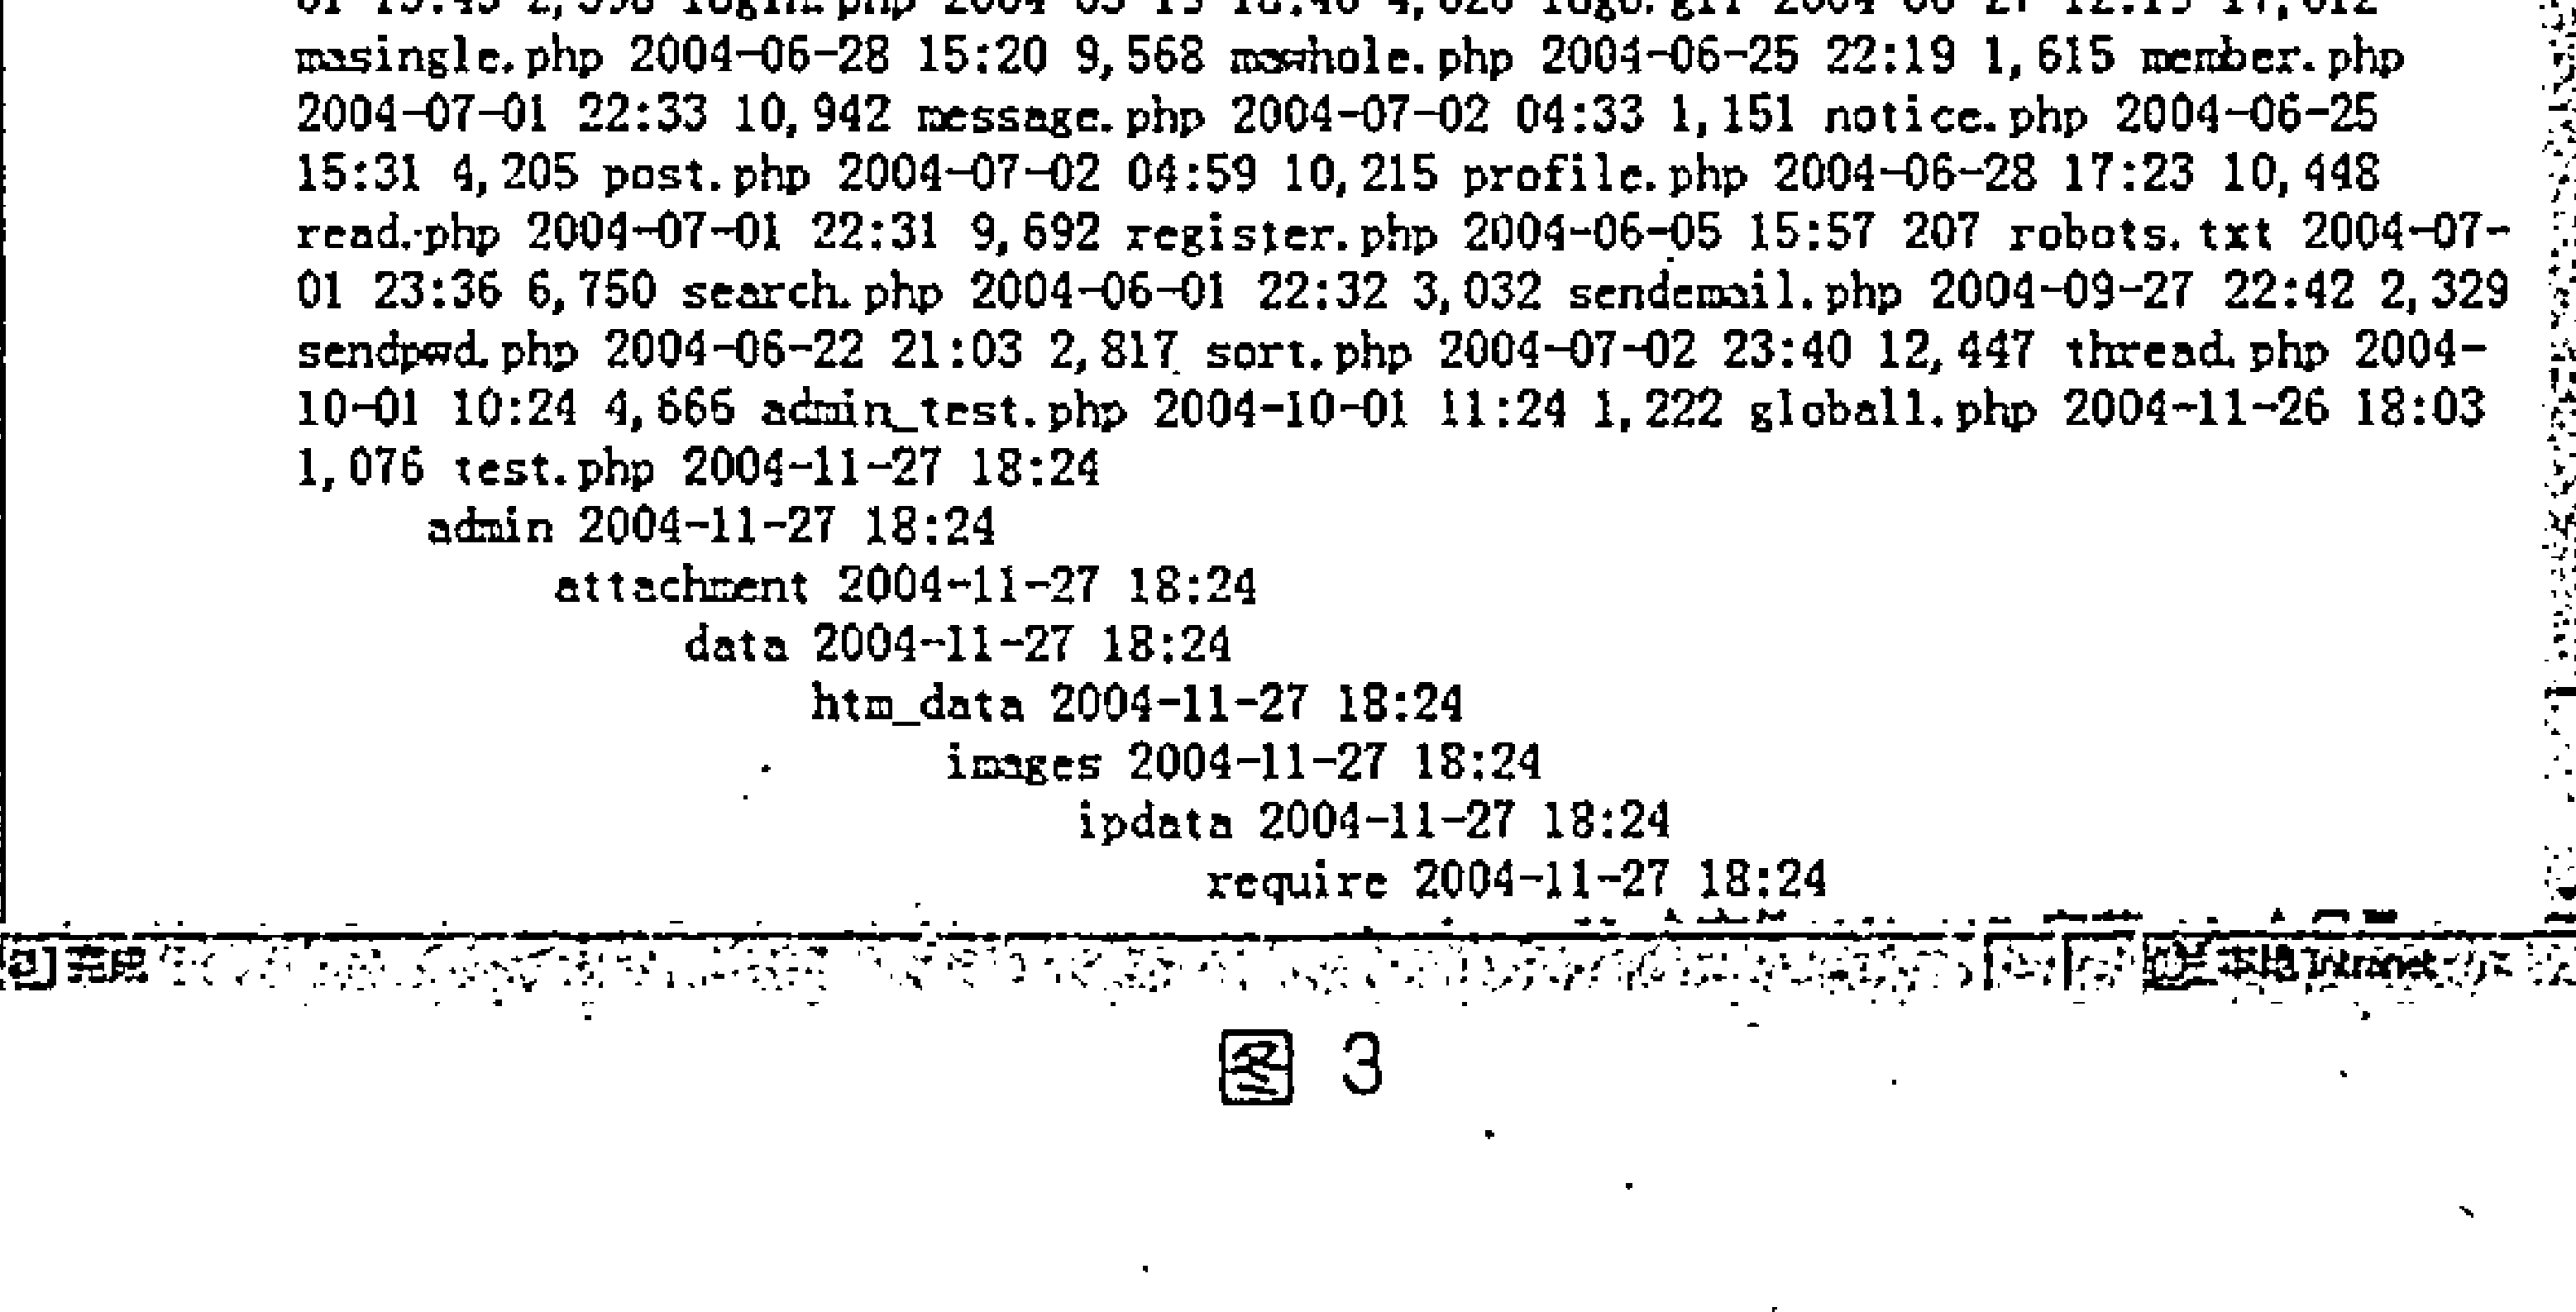 masingle.php 2004-06-28 15:20 9,568 mawhole.php 2004-06-25 22:19 1,615 member.php
2004-07-01 22:33 10,942 message.php 2004-07-02 04:33 1,151 notice.php 2004-06-25
15:31 4,205 post.php 2004-07-02 04:59 10,215 profile.php 2004-06-28 17:23 10,448
read.php 2004-07-01 22:31 9,692 register.php 2004-06-05 15:57 207 robots.txt 2004-07-
01 23:36 6,750 search.php 2004-06-01 22:32 3,032 sendemail.php 2004-09-27 22:42 2,329
sendpwd.php 2004-06-22 21:03 2,817 sort.php 2004-07-02 23:40 12,447 thread.php 2004-
10-01 10:24 4,666 admin_test.php 2004-10-01 11:24 1,222 global1.php 2004-11-26 18:03
1,076 test.php 2004-11-27 18:24
admin 2004-11-27 18:24
attachment 2004-11-27 18:24
data 2004-11-27 18:24
htm_data 2004-11-27 18:24
images 2004-11-27 18:24
ipdata 2004-11-27 18:24
require 2004-11-27 18:24
完毕
本地 Intranet
图 3